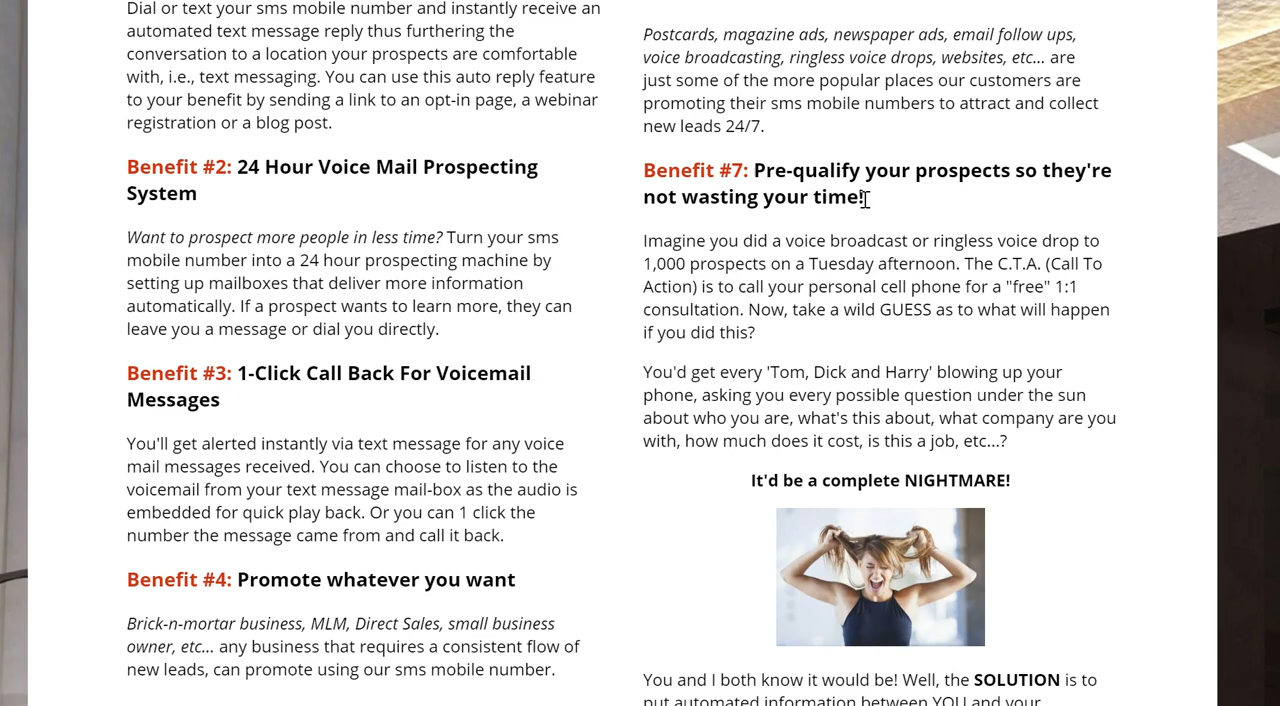 Dial or text your sms mobile number and instantly receive an
automated text message reply thus furthering the
conversation to a location your prospects are comfortable
with, i.e., text messaging. You can use this auto reply feature
to your benefit by sending a link to an opt-in page, a webinar
registration or a blog post.
Benefit #2: 24 Hour Voice Mail Prospecting
System
Want to prospect more people in less time? Turn your sms
mobile number into a 24 hour prospecting machine by
setting up mailboxes that deliver more information
automatically. If a prospect wants to learn more, they can
leave you a message or dial you directly.
Benefit #3: 1-Click Call Back For Voicemail
Messages
You'll get alerted instantly via text message for any voice
mail messages received. You can choose to listen to the
voicemail from your text message mail-box as the audio is
embedded for quick play back. Or you can 1 click the
number the message came from and call it back.
Benefit #4: Promote whatever you want
Brick-n-mortar business, MLM, Direct Sales, small business
owner, etc... any business that requires a consistent flow of
new leads, can promote using our sms mobile number.
Postcards, magazine ads, newspaper ads, email follow ups,
voice broadcasting, ringless voice drops, websites, etc... are
just some of the more popular places our customers are
promoting their sms mobile numbers to attract and collect
new leads 24/7.
Benefit #7: Pre-qualify your prospects so they're
not wasting your time!
Imagine you did a voice broadcast or ringless voice drop to
1,000 prospects on a Tuesday afternoon. The C.T.A. (Call To
Action) is to call your personal cell phone for a "free" 1:1
consultation. Now, take a wild GUESS as to what will happen
if you did this?
You'd get every 'Tom, Dick and Harry' blowing up your
phone, asking you every possible question under the sun
about who you are, what's this about, what company are you
with, how much does it cost, is this a job, etc...?
It'd be a complete NIGHTMARE!
You and I both know it would be! Well, the SOLUTION is to
put automated information between YOU and your